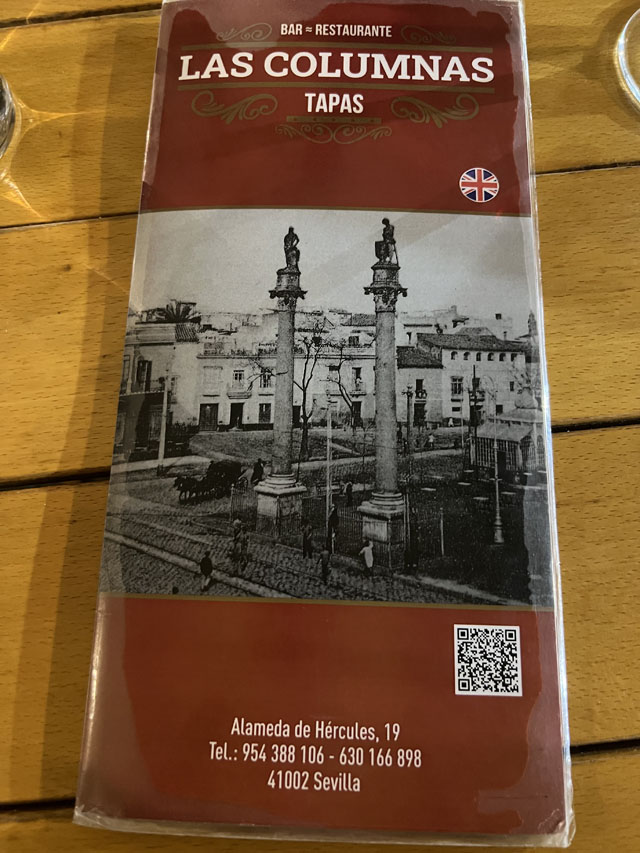 BAR ≈ RESTAURANTE
LAS COLUMNAS
TAPAS
Alameda de Hércules, 19
Tel.: 954 388 106 - 630 166 898
41002 Sevilla